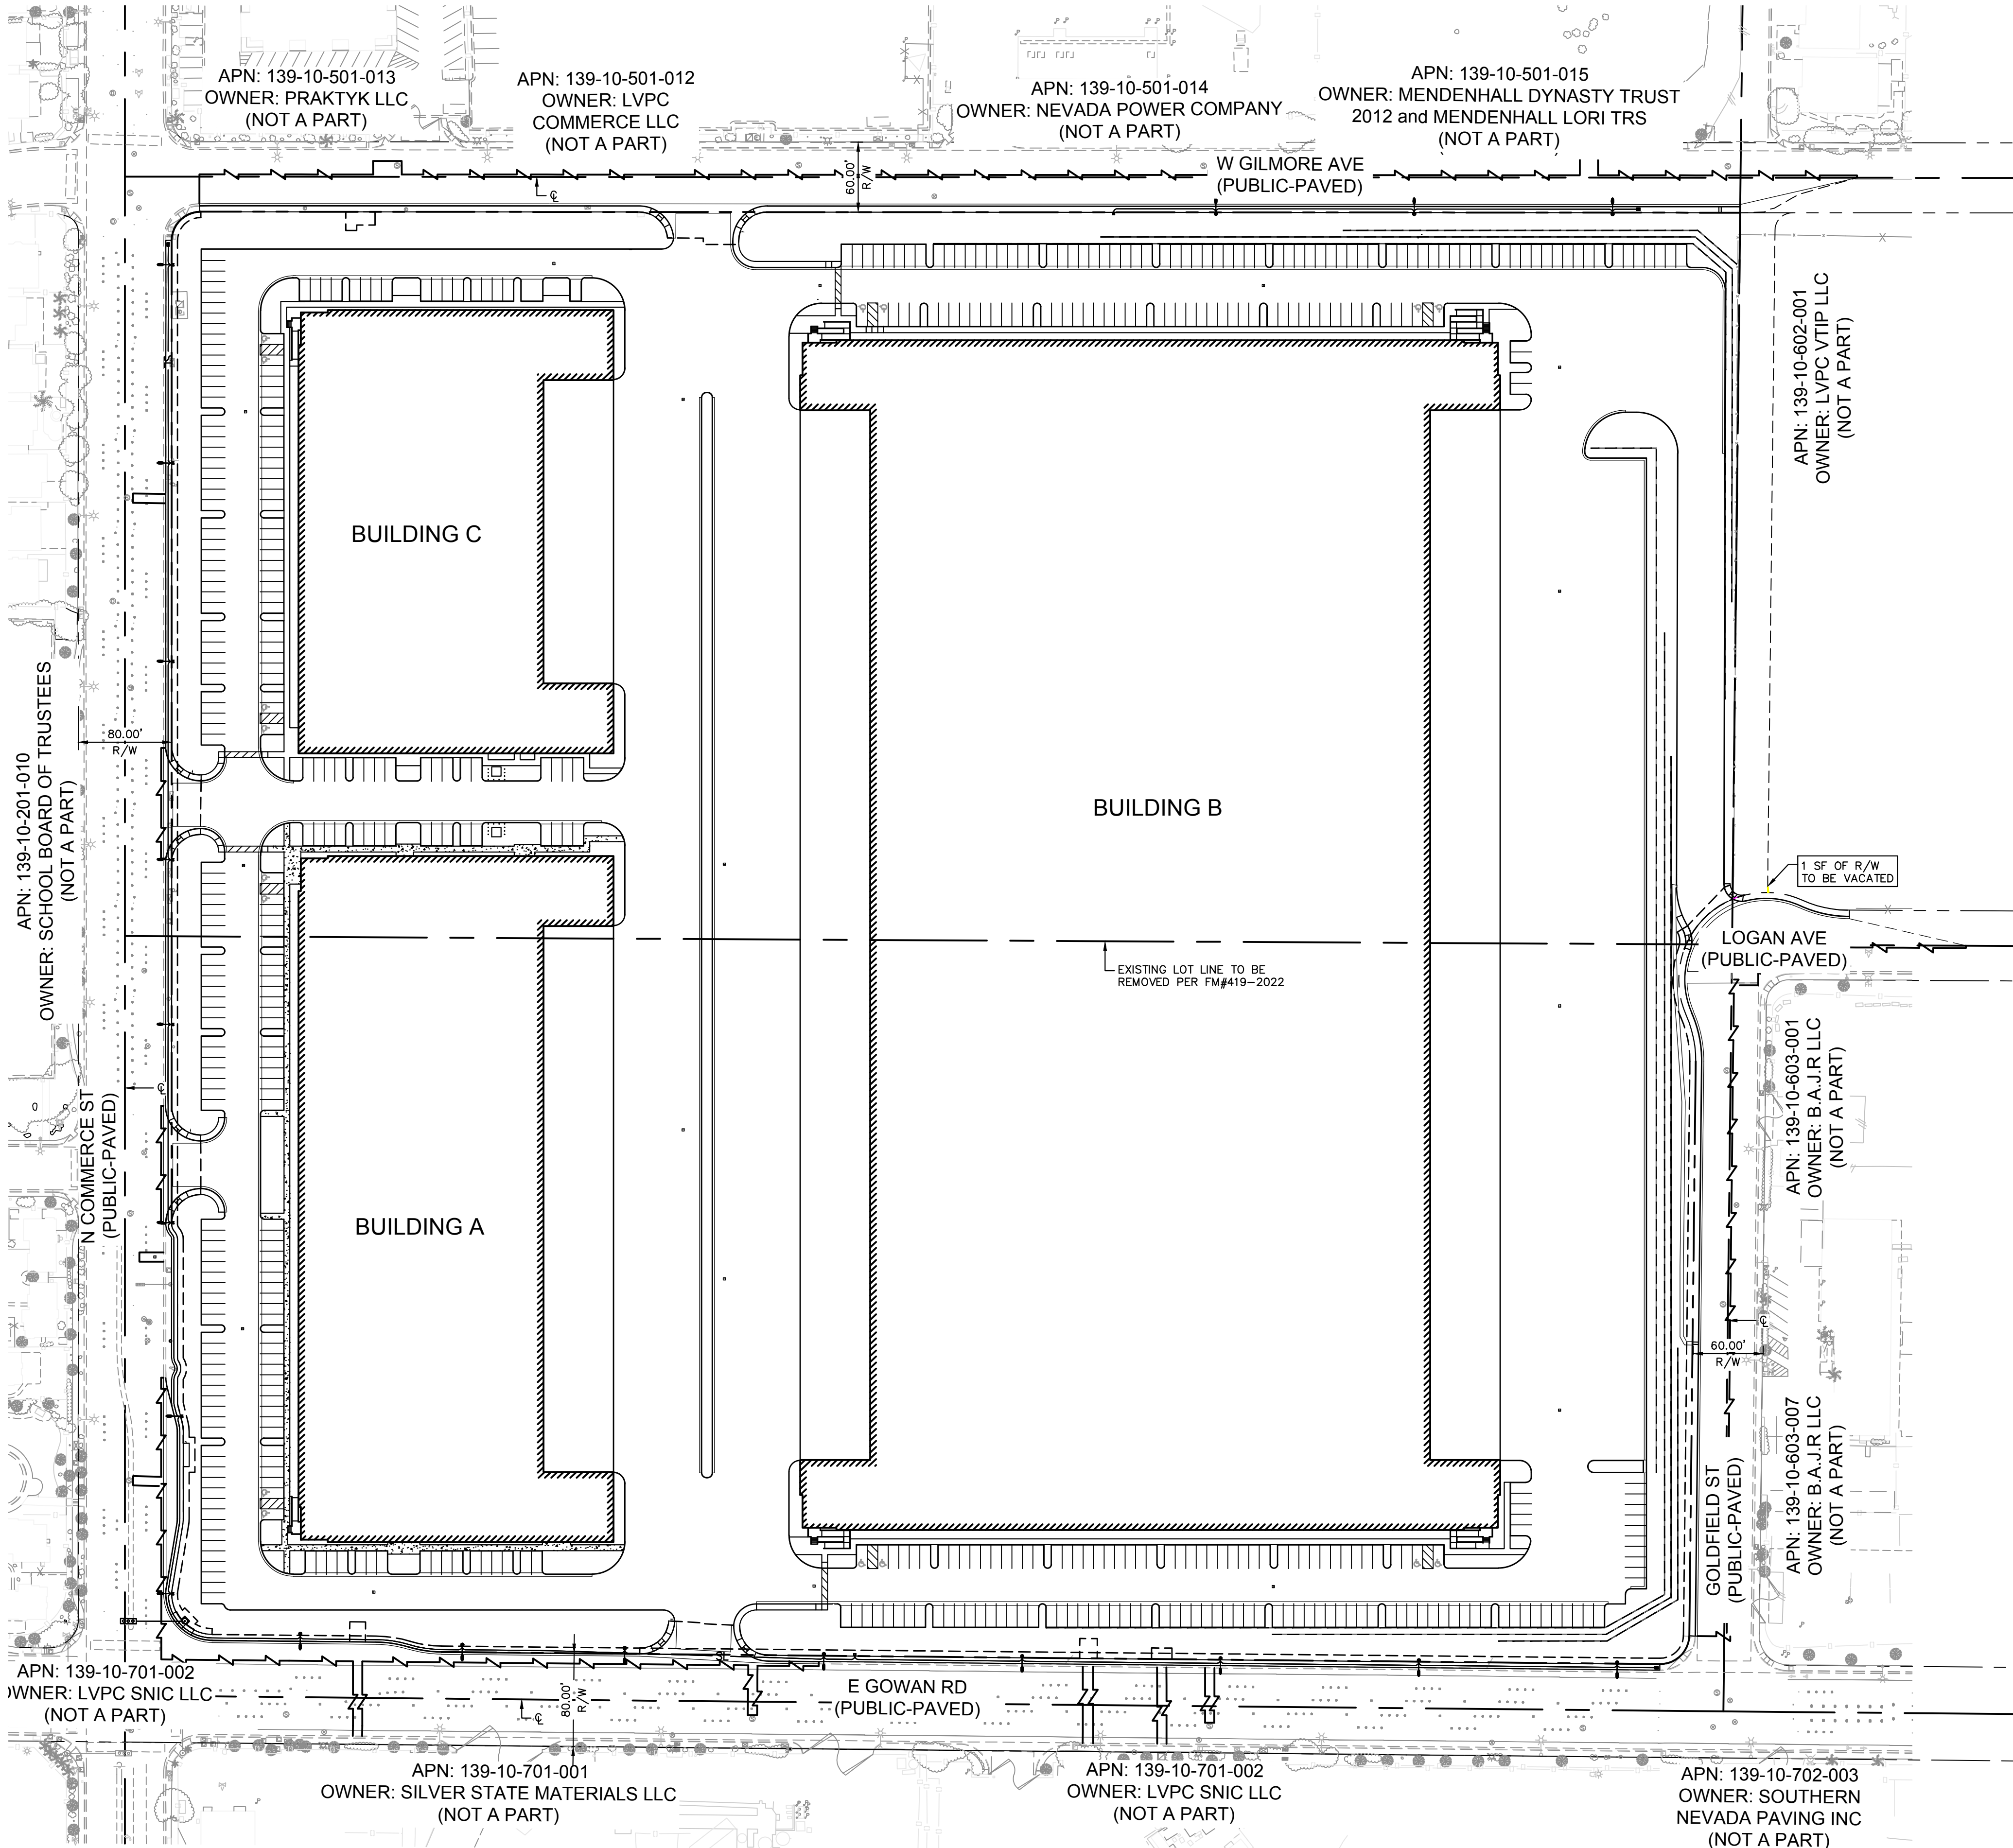 APN: 139-10-501-013
OWNER: PRAKTYK LLC
(NOT A PART)
APN: 139-10-501-012
OWNER: LVPC
COMMERCE LLC
(NOT A PART)
APN: 139-10-501-014
OWNER: NEVADA POWER COMPANY
(NOT A PART)
APN: 139-10-501-015
OWNER: MENDENHALL DYNASTY TRUST
2012 and MENDENHALL LORI TRS
(NOT A PART)
60.00'
R/W
W GILMORE AVE
(PUBLIC-PAVED)
APN: 139-10-602-001
OWNER: LVPC VTIP LLC
(NOT A PART)
BUILDING C
80.00'
R/W
APN: 139-10-201-010
OWNER: SCHOOL BOARD OF TRUSTEES
(NOT A PART)
BUILDING B
1 SF OF R/W
TO BE VACATED
LOGAN AVE
(PUBLIC-PAVED)
EXISTING LOT LINE TO BE
REMOVED PER FM#419-2022
N COMMERCE ST
(PUBLIC-PAVED)
APN: 139-10-603-001
OWNER: B.A.J.R LLC
(NOT A PART)
BUILDING A
60.00'
R/W
GOLDFIELD ST
(PUBLIC-PAVED)
APN: 139-10-603-007
OWNER: B.A.J.R LLC
(NOT A PART)
APN: 139-10-701-002
OWNER: LVPC SNIC LLC
(NOT A PART)
80.00'
R/W
E GOWAN RD
(PUBLIC-PAVED)
APN: 139-10-701-001
OWNER: SILVER STATE MATERIALS LLC
(NOT A PART)
APN: 139-10-701-002
OWNER: LVPC SNIC LLC
(NOT A PART)
APN: 139-10-702-003
OWNER: SOUTHERN
NEVADA PAVING INC
(NOT A PART)